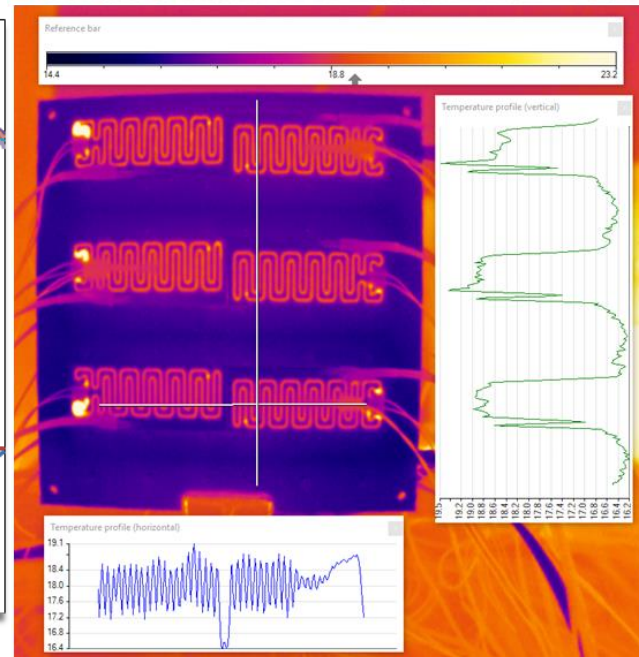 Reference bar
14.4 18.8 23.2
Temperature profile (vertical)
19.5 19.2 19.0 18.8 18.6 18.4 18.2 18.0 17.8 17.6 17.4 17.2 17.0 16.8 16.6 16.4 16.2
Temperature profile (horizontal)
19.1
18.4
18.0
17.6
17.2
16.8
16.4